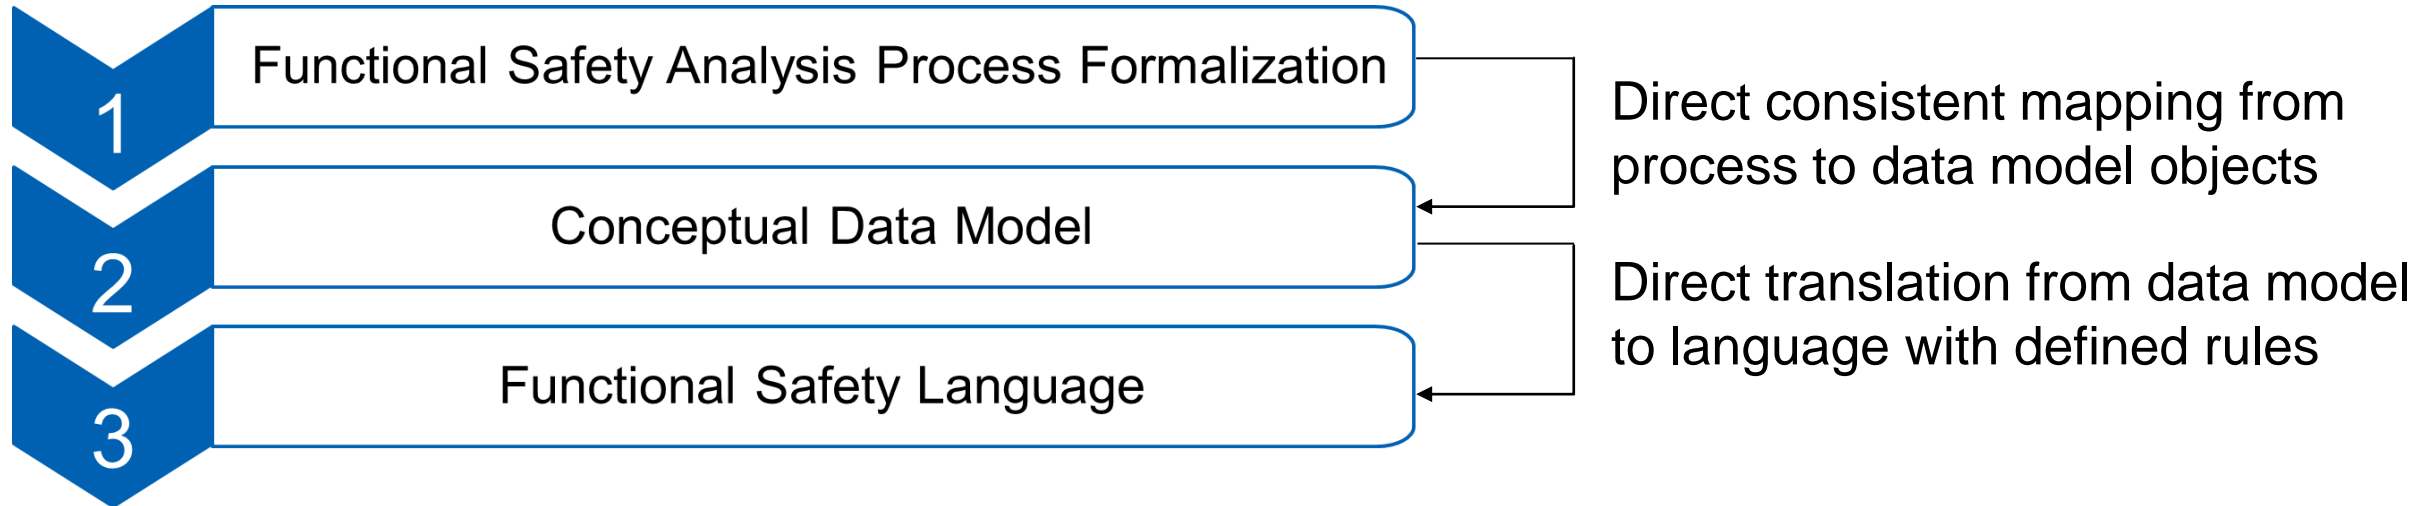 1
Functional Safety Analysis Process Formalization
Direct consistent mapping from
process to data model objects
2
Conceptual Data Model
Direct translation from data model
to language with defined rules
3
Functional Safety Language